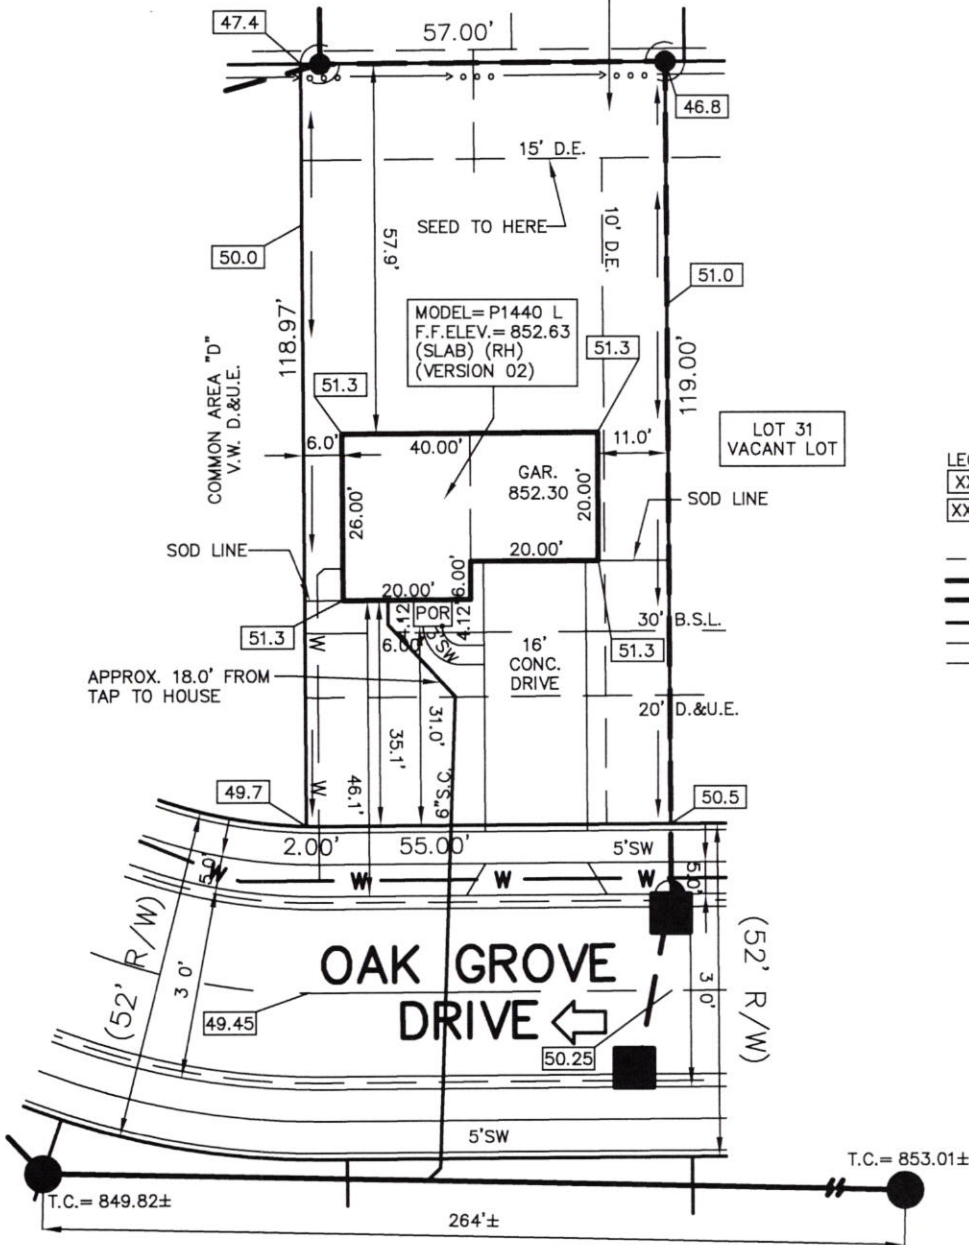 47.4
57.00'
46.8
15' D.E.
SEED TO HERE
10' D.E.
57.9'
50.0
51.0
118.97'
119.00'
MODEL= P1440 L
F.F.ELEV.= 852.63
(SLAB) (RH)
(VERSION 02)
51.3
51.3
COMMON AREA "D"
V.W. D.&U.E.
6.0'
40.00'
11.0'
LOT 31
VACANT LOT
GAR.
852.30
26.00'
20.00'
SOD LINE
SOD LINE
20.00'
6.00'
20.00'
POR
4.12'
4.12'
6.00'
SW
30' B.S.L.
51.3
51.3
W
16'
CONC.
DRIVE
APPROX. 18.0' FROM
TAP TO HOUSE
20' D.&U.E.
31.0'
35.1'
46.1'
6"S.C.
W
49.7
50.5
2.00'
55.00'
5'SW
5.0'
5.0'
W
W
W
W
(52' R/W)
(52' R/W)
OAK GROVE
DRIVE
49.45
50.25
5'SW
T.C.= 849.82±
T.C.= 853.01±
264'±